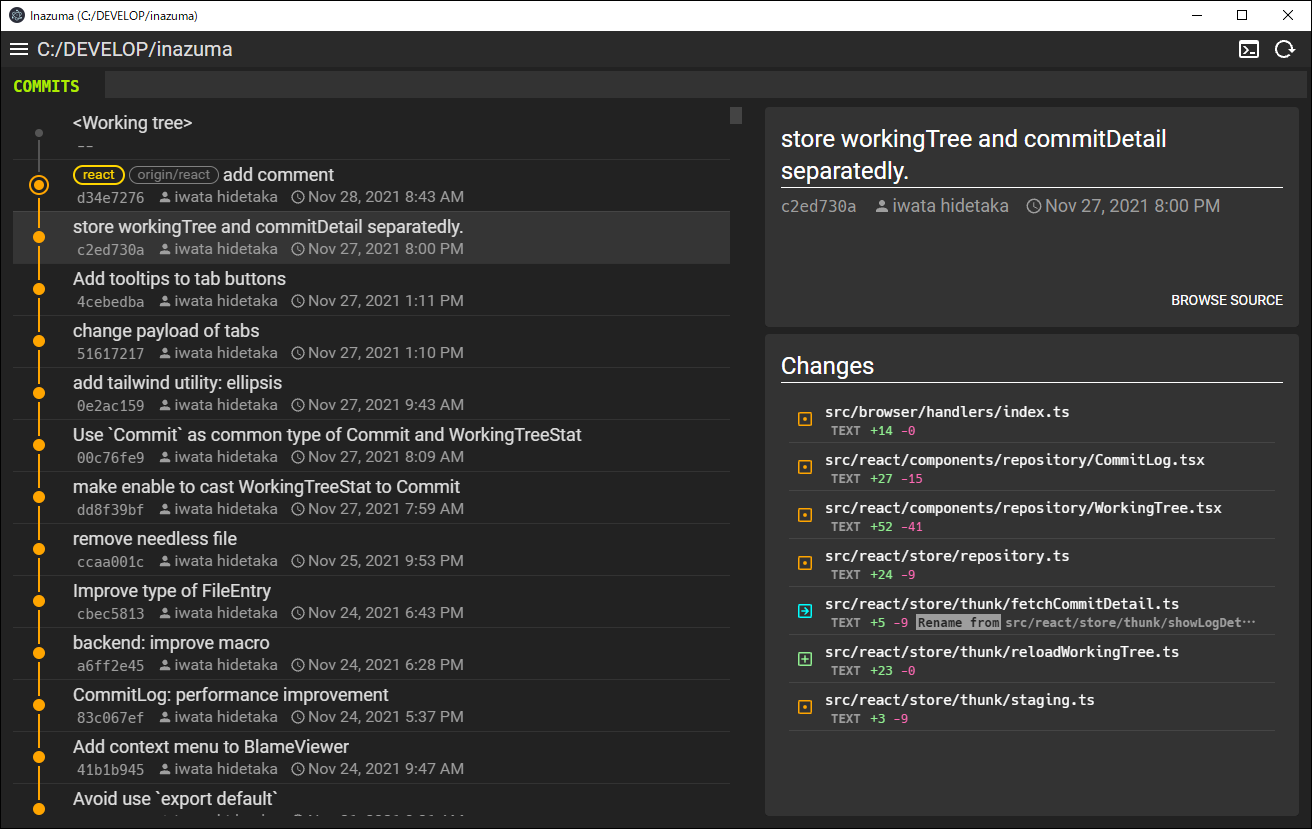 Inazuma (C:/DEVELOP/inazuma)
C:/DEVELOP/inazuma
COMMITS
<Working tree>
--
react origin/react add comment
d34e7276 iwata hidetaka Nov 28, 2021 8:43 AM
store workingTree and commitDetail separatedly.
c2ed730a iwata hidetaka Nov 27, 2021 8:00 PM
Add tooltips to tab buttons
4cebedba iwata hidetaka Nov 27, 2021 1:11 PM
change payload of tabs
51617217 iwata hidetaka Nov 27, 2021 1:10 PM
add tailwind utility: ellipsis
0e2ac159 iwata hidetaka Nov 27, 2021 9:43 AM
Use `Commit` as common type of Commit and WorkingTreeStat
00c76fe9 iwata hidetaka Nov 27, 2021 8:09 AM
make enable to cast WorkingTreeStat to Commit
dd8f39bf iwata hidetaka Nov 27, 2021 7:59 AM
remove needless file
ccaa001c iwata hidetaka Nov 25, 2021 9:53 PM
Improve type of FileEntry
cbec5813 iwata hidetaka Nov 24, 2021 6:43 PM
backend: improve macro
a6ff2e45 iwata hidetaka Nov 24, 2021 6:28 PM
CommitLog: performance improvement
83c067ef iwata hidetaka Nov 24, 2021 5:37 PM
Add context menu to BlameViewer
41b1b945 iwata hidetaka Nov 24, 2021 9:47 AM
Avoid use `export default`
store workingTree and commitDetail
separatedly.
c2ed730a iwata hidetaka Nov 27, 2021 8:00 PM
BROWSE SOURCE
Changes
src/browser/handlers/index.ts
TEXT +14 -0
src/react/components/repository/CommitLog.tsx
TEXT +27 -15
src/react/components/repository/WorkingTree.tsx
TEXT +52 -41
src/react/store/repository.ts
TEXT +24 -9
src/react/store/thunk/fetchCommitDetail.ts
TEXT +5 -9 Rename from src/react/store/thunk/showLogDet…
src/react/store/thunk/reloadWorkingTree.ts
TEXT +23 -0
src/react/store/thunk/staging.ts
TEXT +3 -9